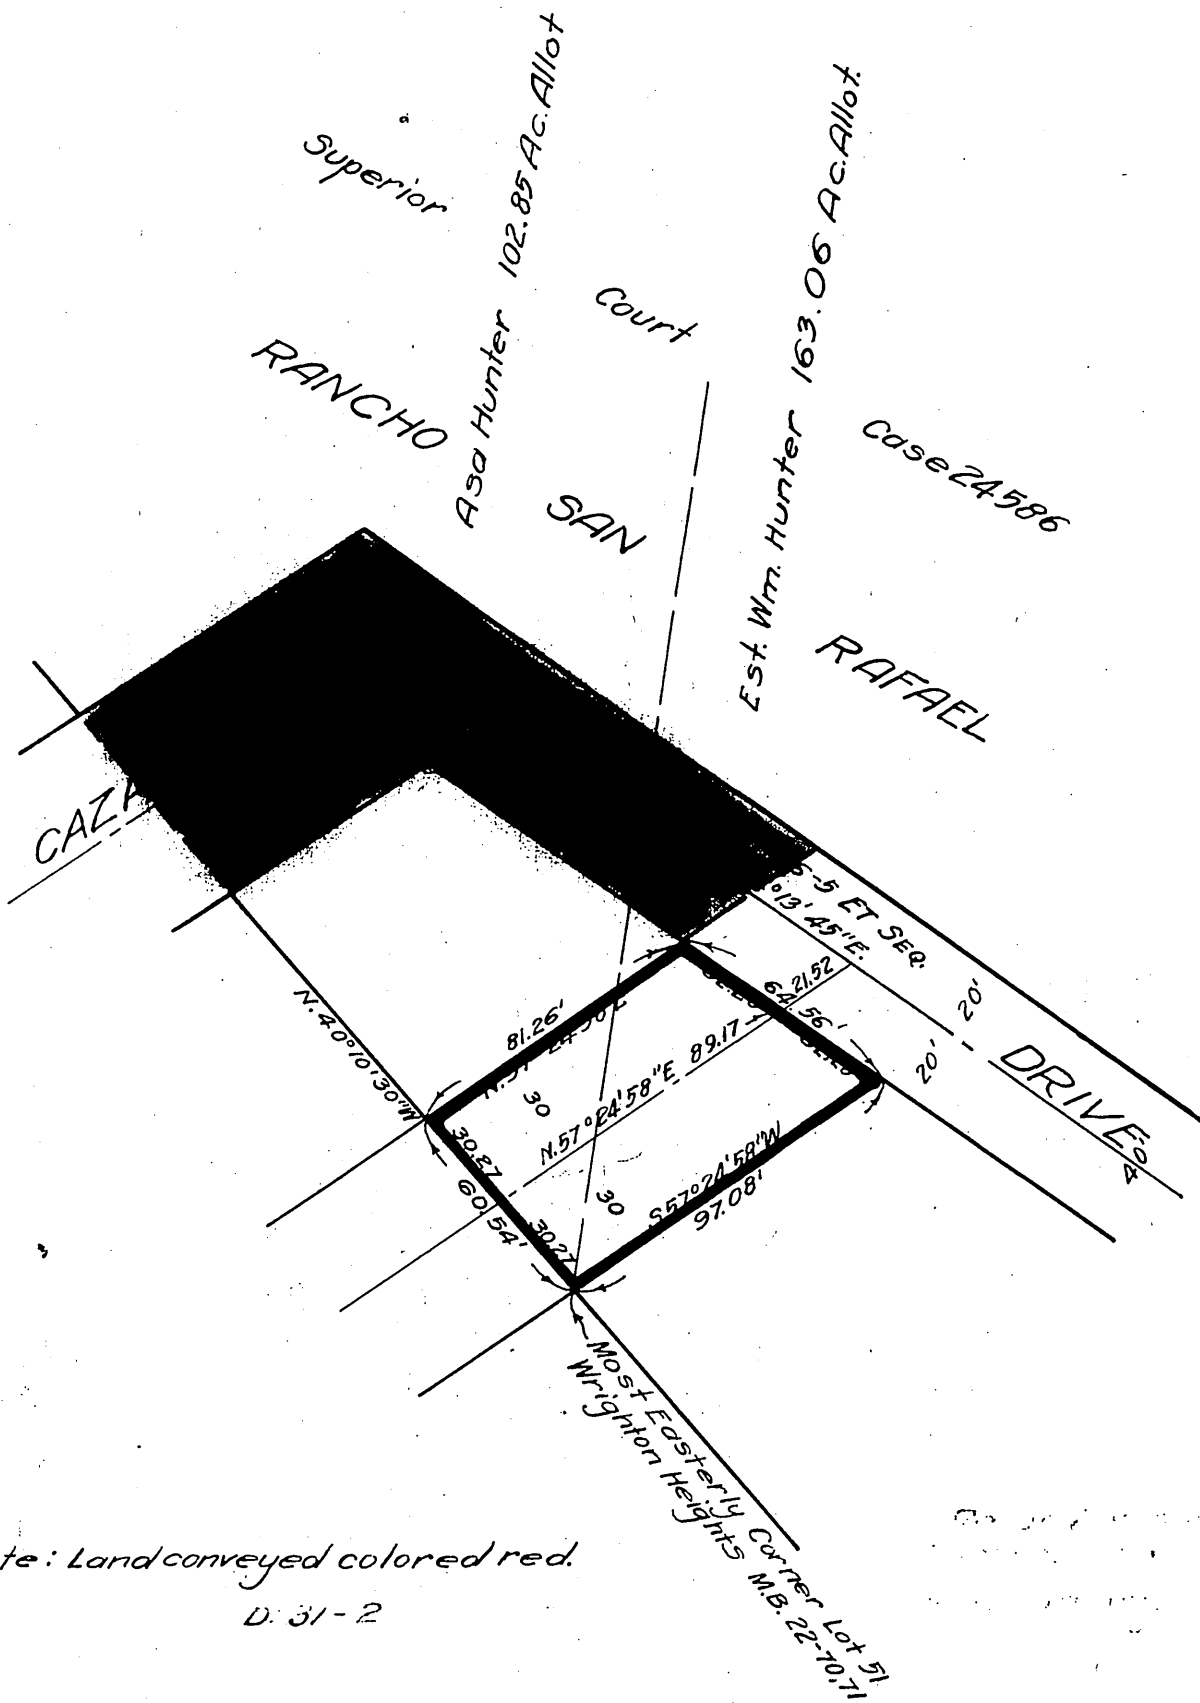 Superior
Asa Hunter 102.85 Ac. Allot
Court
Est. Wm. Hunter 163.06 Ac. Allot.
RANCHO
SAN
Case 24586
RAFAEL
CAZA
S-5 ET SEQ.
°13'45"E.
21.52
64.56'
20'
20'
DRIVE
40
N.40°10'30"W
81.26'
30
N.57°24'58"E 89.17
30.27
60.54'
30.27
30
S57°24'58"W
97.08'
Most Easterly Corner Lot 51
Wrighton Heights M.B. 22-70,71
te: Land conveyed colored red.
D: 31-2